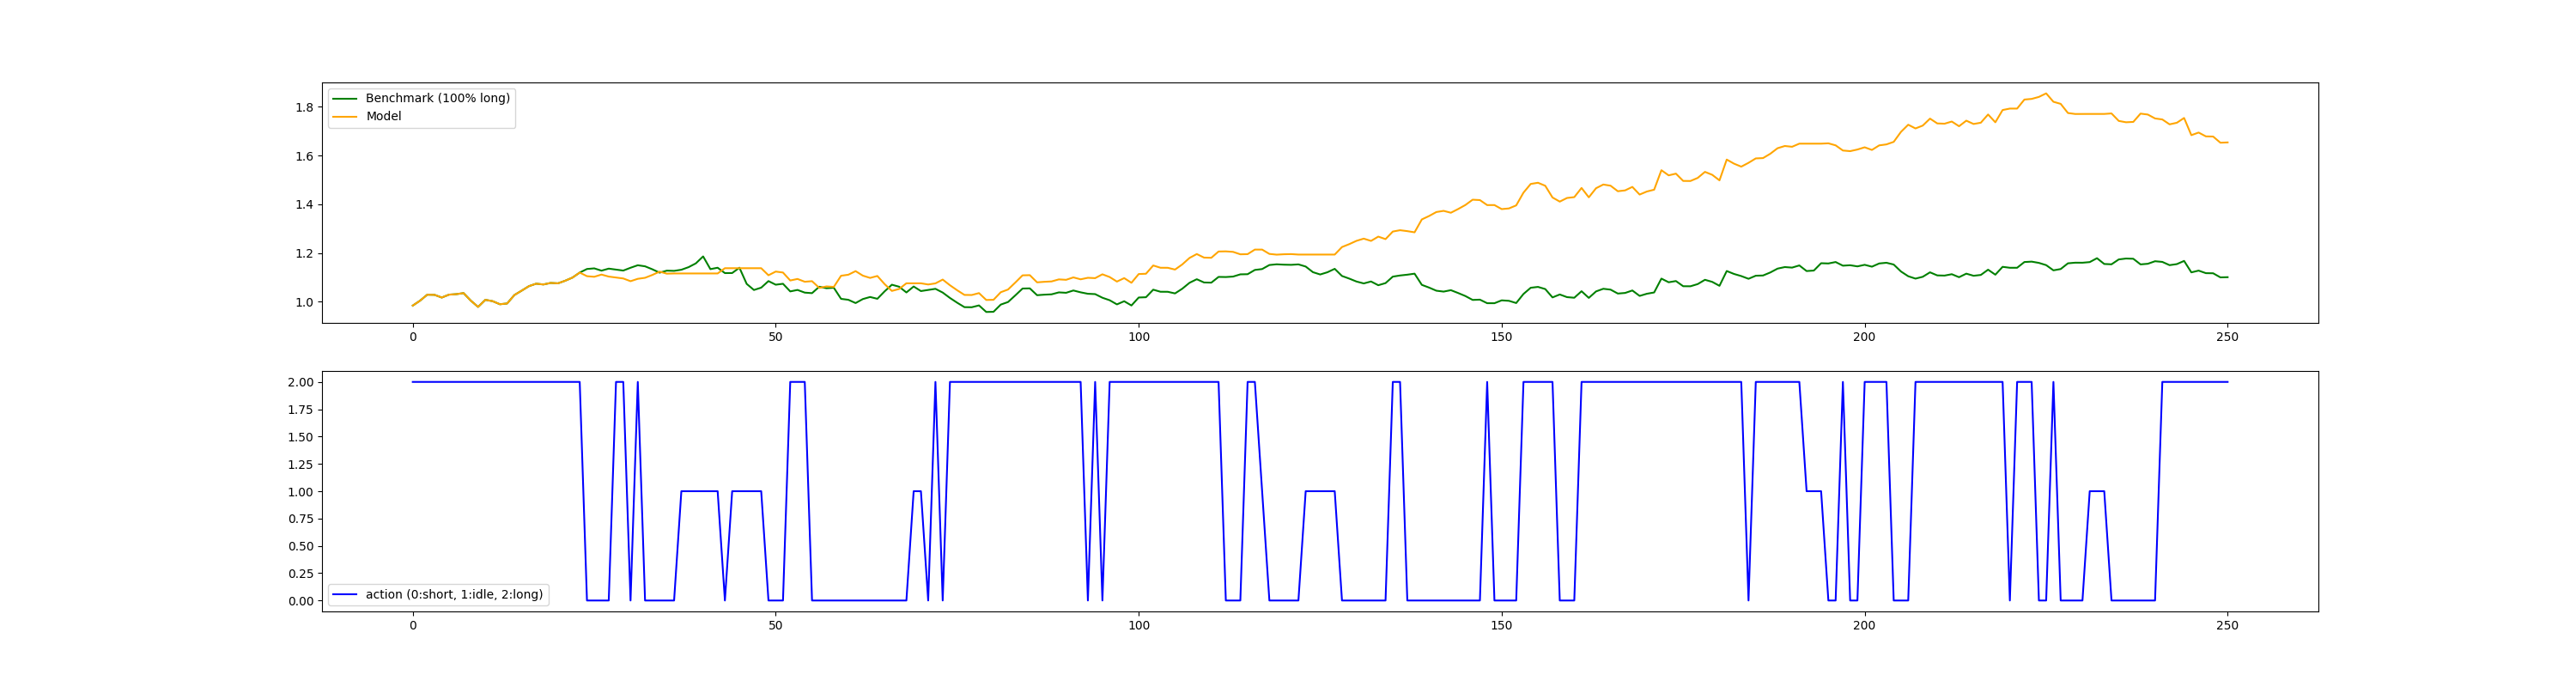 Benchmark (100% long)
Model
1.8
1.6
1.4
1.2
1.0
0 50 100 150 200 250
2.00
1.75
1.50
1.25
1.00
0.75
0.50
0.25
0.00
action (0:short, 1:idle, 2:long)
0 50 100 150 200 250